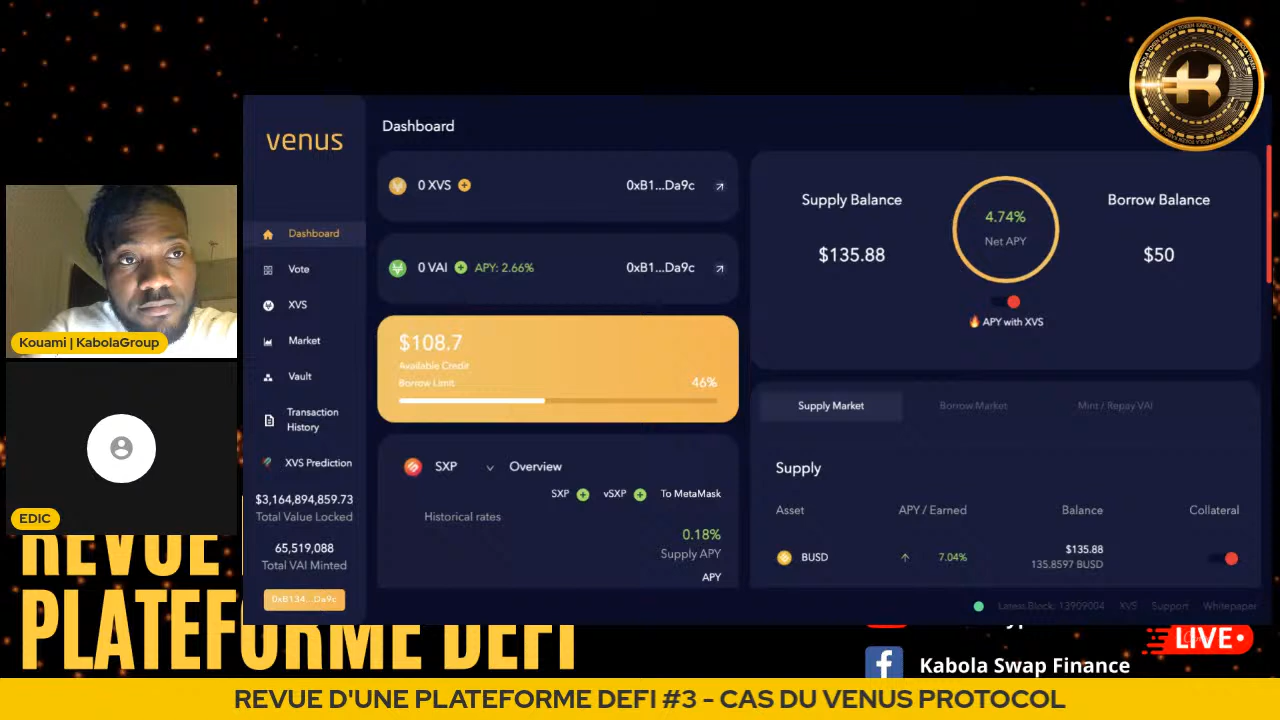 venus
Dashboard
Vote
XVS
Market
Vault
Transaction
History
XVS Prediction
$3,164,894,859.73
Total Value Locked
65,519,088
Total VAI Minted
0xB134...Da9c
Dashboard
0 XVS
0xB1...Da9c
0 VAI
APY: 2.66%
0xB1...Da9c
$108.7
Available Credit
Borrow Limit
46%
SXP
Overview
SXP
vSXP
To MetaMask
Historical rates
0.18%
Supply APY
APY
Supply Balance
$135.88
4.74%
Net APY
Borrow Balance
$50
APY with XVS
Supply Market
Borrow Market
Mint / Repay VAI
Supply
Asset
APY / Earned
Balance
Collateral
BUSD
7.04%
$135.88
135.8597 BUSD
Latest Block: 13909004
XVS
Support
Whitepaper
Kouami | KabolaGroup
EDIC
REVUE
PLATEFORME DEFI
LIVE
Kabola Swap Finance
REVUE D'UNE PLATEFORME DEFI #3 - CAS DU VENUS PROTOCOL